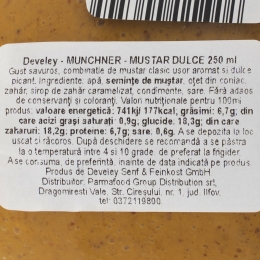 Develey - MUNCHNER - MUSTAR DULCE 250 ml
Gust savuros, combinatie de mustar clasic usor aromat si dulce
picant. Ingrediente: apă, semințe de muștar, oțet din coniac,
zahăr, sirop de zahăr caramelizat, condimente, sare. Fără adaos
de conservanți si coloranți. Valori nutriționale pentru 100ml
produs: valoare energetică: 741kj/ 177kcal, grăsimi: 6,7g; din
care acizi grași saturați: 0,9g, glucide: 18,3g; din care
zaharuri: 18,2g; proteine: 6,7g; sare: 0,6g. A se depozita la loc
uscat si răcoros. După deschidere se recomandă a se păstra
la o temperatură între 4 si 10 grade, de preferat la frigider.
A se consuma, de preferință, inainte de data indicată pe produs.
Produs de Develey Senf & Feinkost GmbH.
Distribuitor, Parmafood Group Distribution srl,
Dragomiresti Vale, Str. Ciresului, nr. 1, jud. Ilfov,
tel: 0372119800.